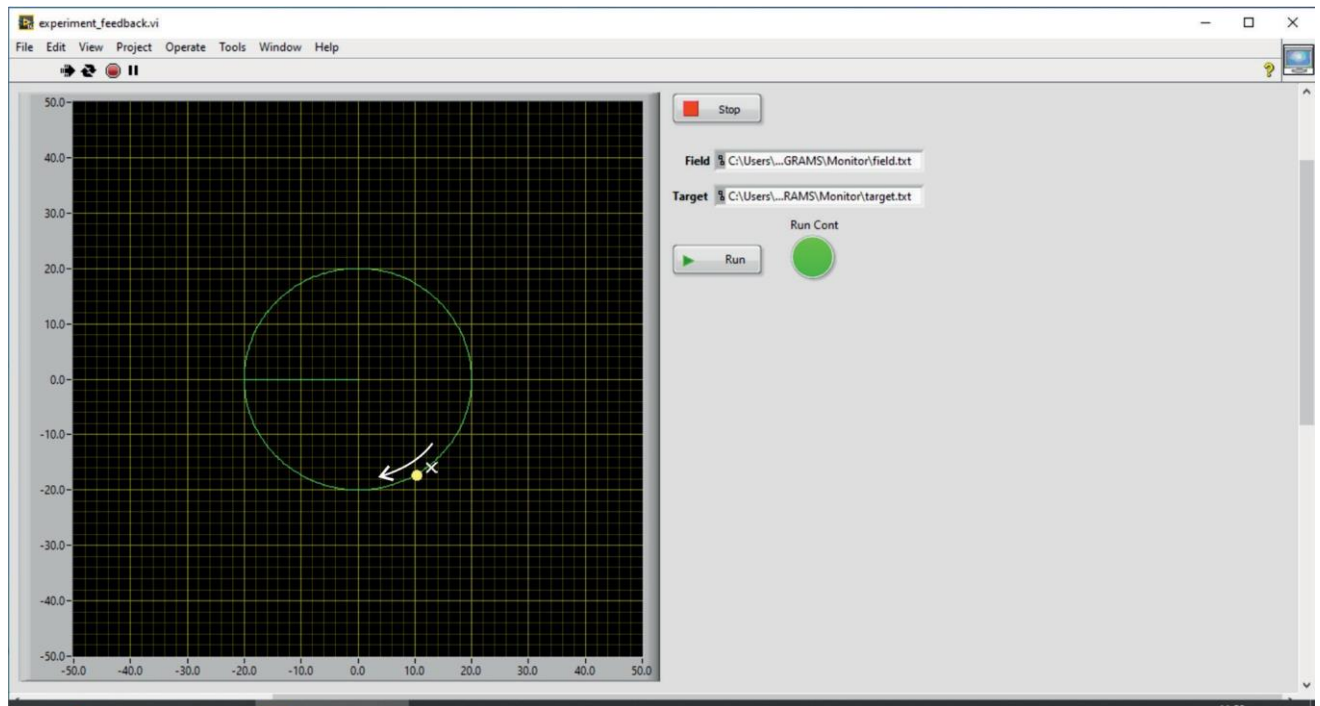 experiment_feedback.vi
File Edit View Project Operate Tools Window Help
50.0
40.0
30.0
20.0
10.0
0.0
-10.0
-20.0
-30.0
-40.0
-50.0
-50.0 -40.0 -30.0 -20.0 -10.0 0.0 10.0 20.0 30.0 40.0 50.0
Stop
Field C:\Users\...GRAMS\Monitor\field.txt
Target C:\Users\...RAMS\Monitor\target.txt
Run Cont
Run